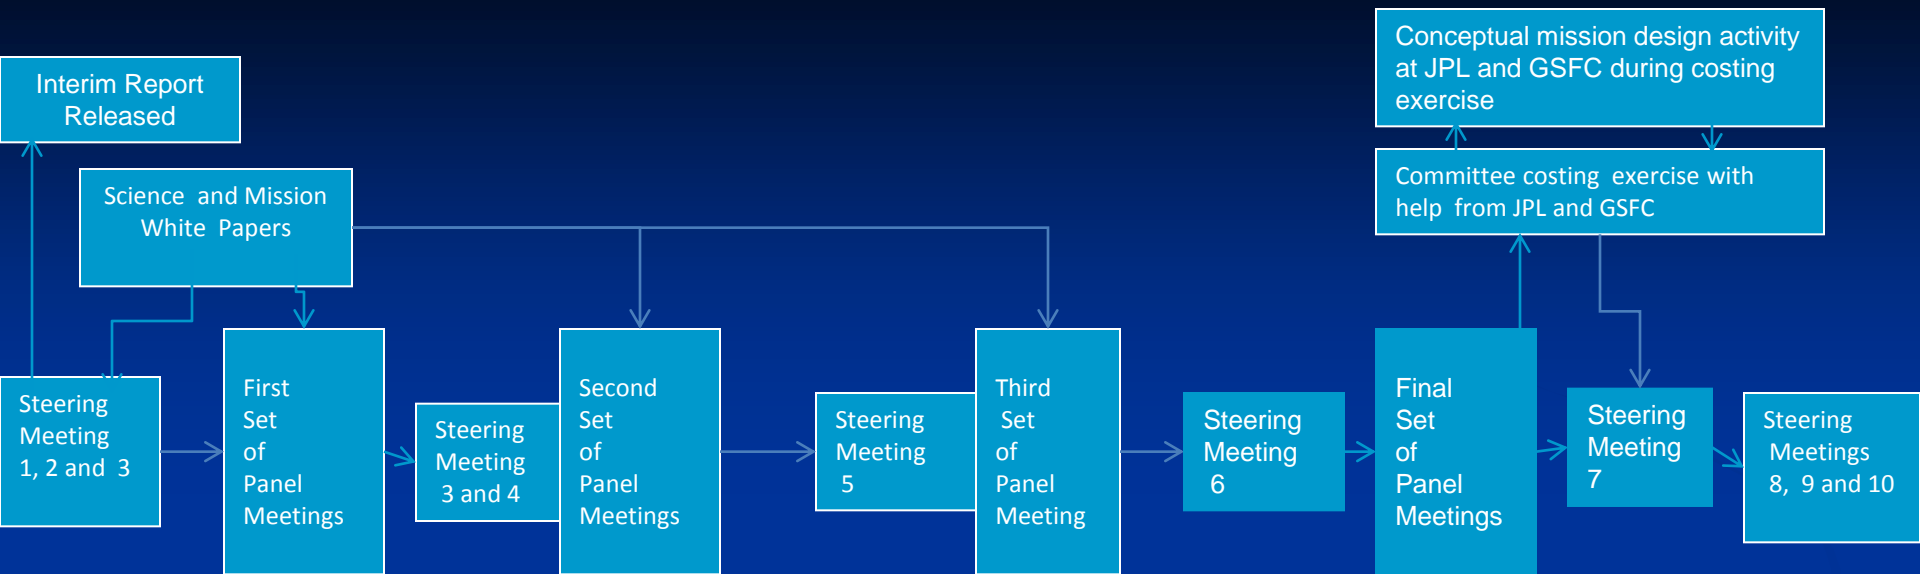 Interim Report
Released
Science and Mission
White Papers
Steering
Meeting
1, 2 and 3
First
Set
of
Panel
Meetings
Steering
Meeting
3 and 4
Second
Set
of
Panel
Meetings
Steering
Meeting
5
Third
Set
of
Panel
Meeting
Steering
Meeting
6
Final
Set
of
Panel
Meetings
Conceptual mission design activity
at JPL and GSFC during costing
exercise
Committee costing exercise with
help from JPL and GSFC
Steering
Meeting
7
Steering
Meetings
8, 9 and 10